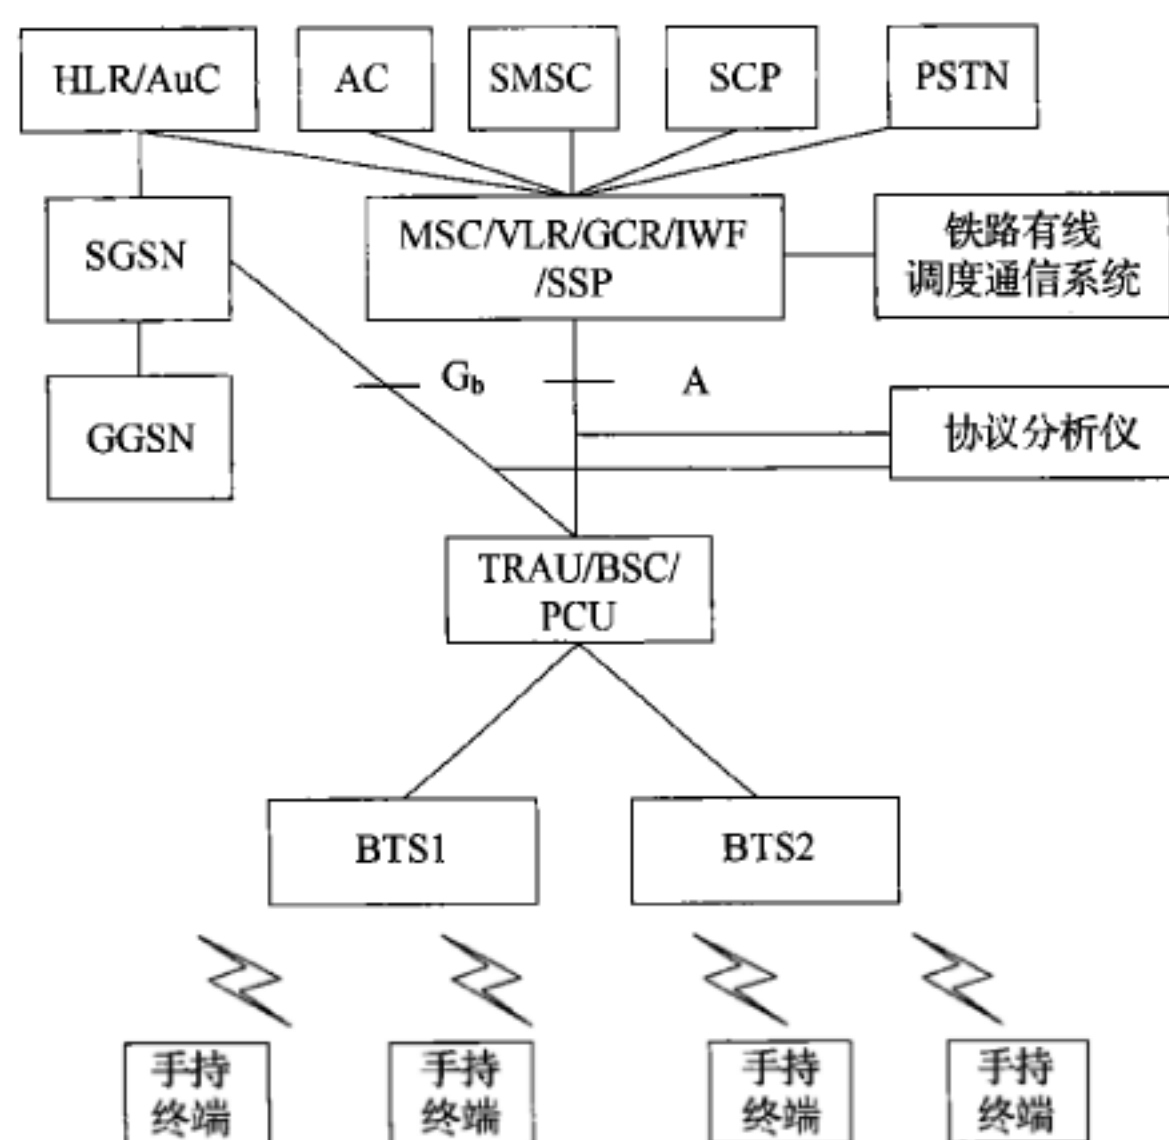 HLR/AuC
AC
SMSC
SCP
PSTN
SGSN
MSC/VLR/GCR/IWF
/SSP
铁路有线
调度通信系统
Gb
A
GGSN
协议分析仪
TRAU/BSC/
PCU
BTS1
BTS2
手持
终端
手持
终端
手持
终端
手持
终端